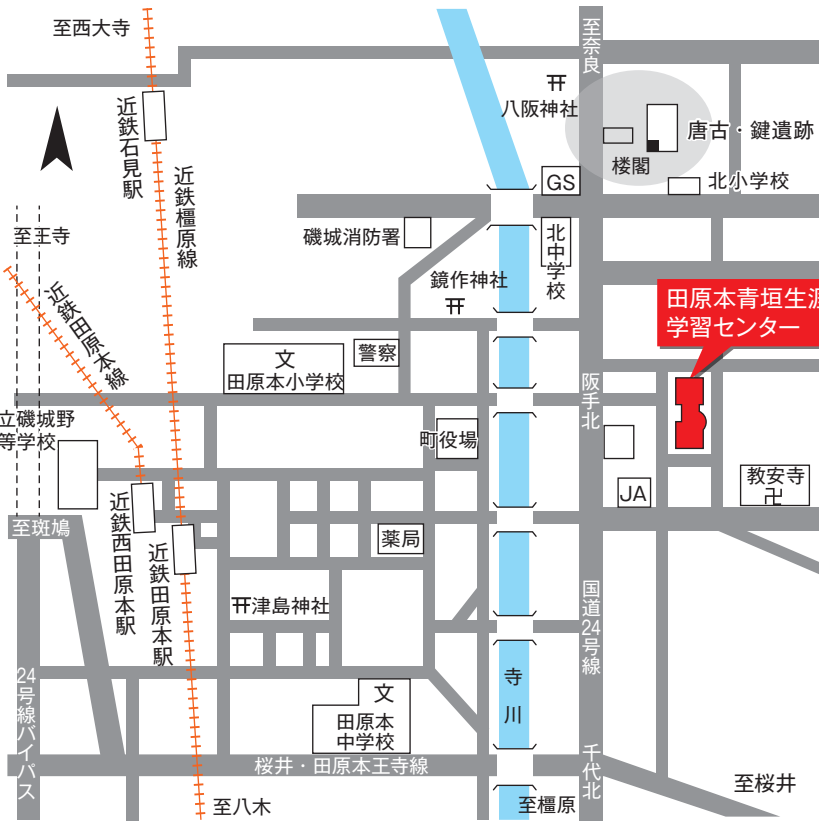 至西大寺
至奈良
近鉄石見駅
八阪神社
唐古・鍵遺跡
楼閣
GS
北小学校
近鉄橿原線
至王寺
磯城消防署
北中学校
鏡作神社
近鉄田原本線
田原本青垣生涯
学習センター
文
田原本小学校
警察
阪手北
立磯城野
等学校
町役場
JA
教安寺
卍
至斑鳩
近鉄西田原本駅
近鉄田原本駅
薬局
津島神社
国道24号線
24号線バイパス
文
田原本
中学校
寺川
桜井・田原本王寺線
千代北
至八木
至橿原
至桜井